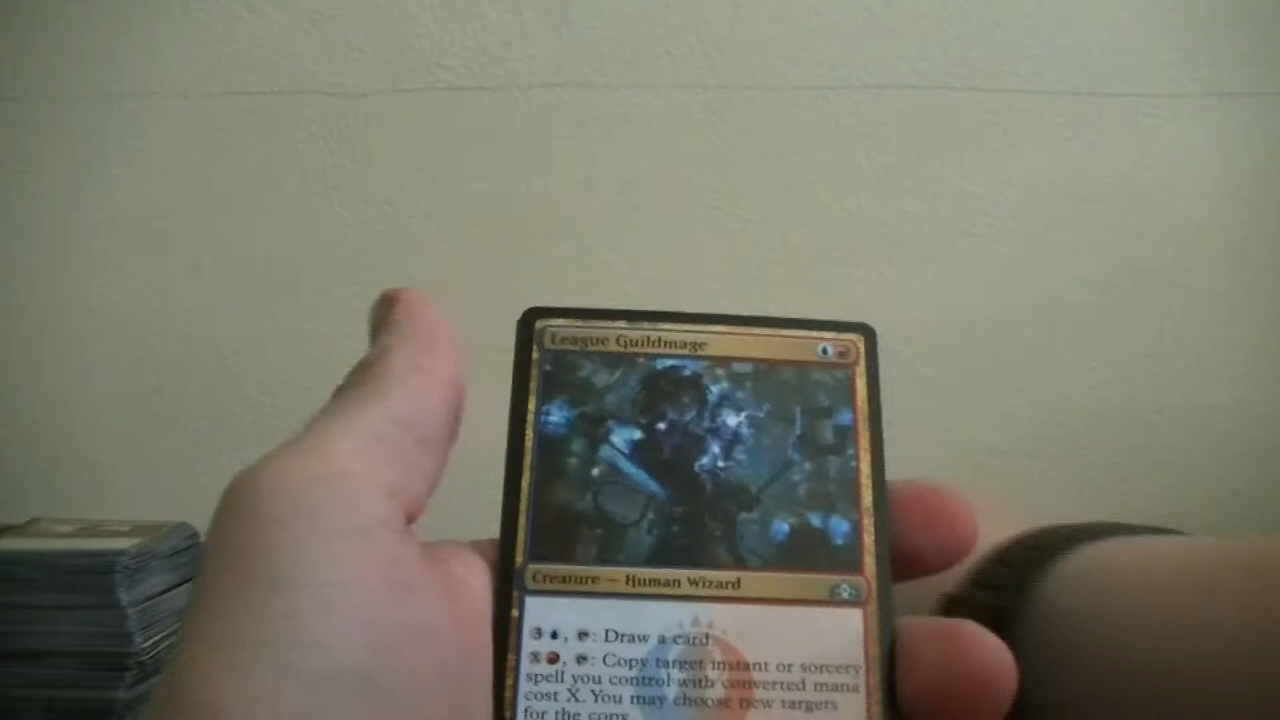 League Guildmage
Creature — Human Wizard
3, : Draw a card.
X, : Copy target instant or sorcery
spell you control with converted mana
cost X. You may choose new targets
for the copy.